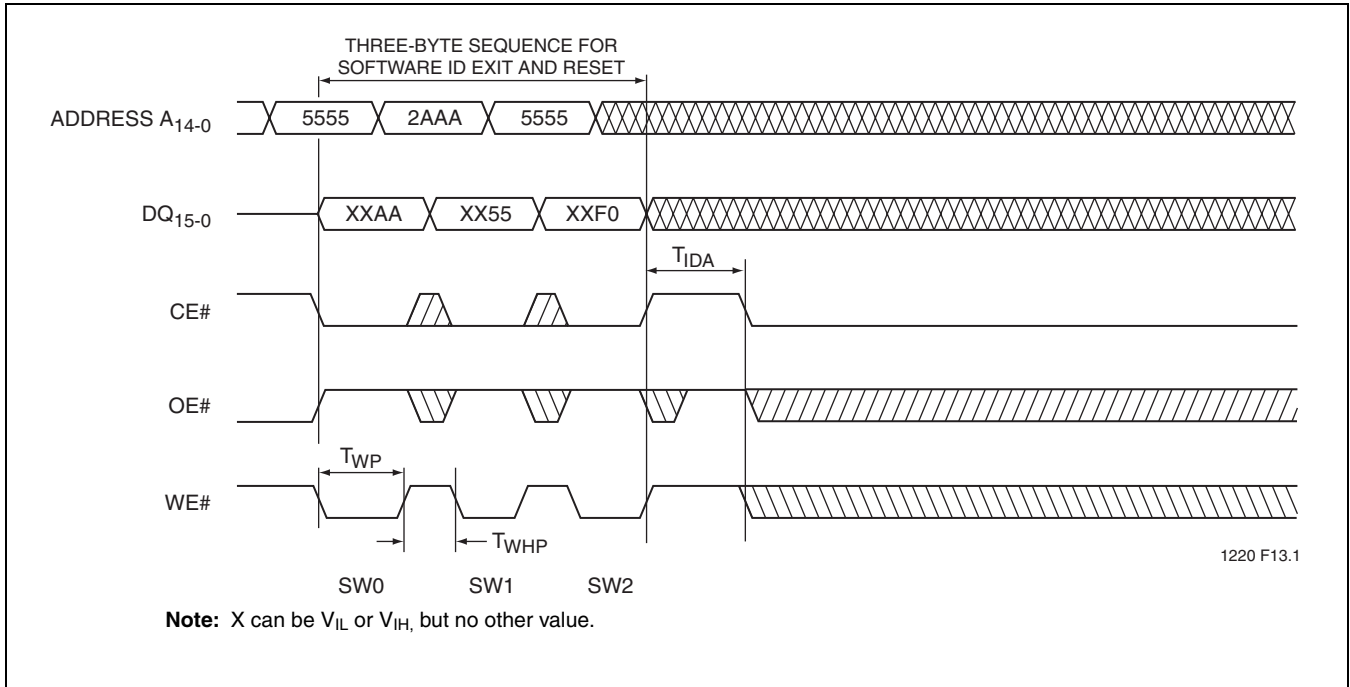 THREE-BYTE SEQUENCE FOR
SOFTWARE ID EXIT AND RESET
ADDRESS A14-0
5555 2AAA 5555
DQ15-0
XXAA XX55 XXF0
TIDA
CE#
OE#
TWP
WE#
TWHP
1220 F13.1
SW0 SW1 SW2
Note: X can be VIL or VIH, but no other value.